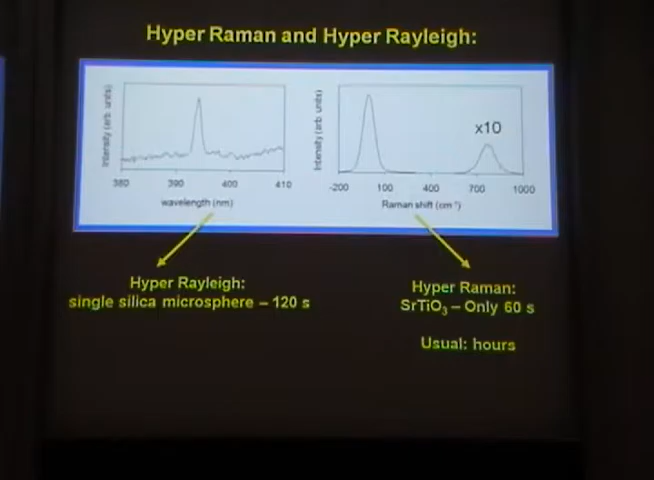 Hyper Raman and Hyper Rayleigh:
Intensity (arb. units)
380 390 400 410
wavelength (nm)
Intensity (arb. units)
x10
-200 100 400 700 1000
Raman shift (cm⁻¹)
Hyper Rayleigh:
single silica microsphere – 120 s
Hyper Raman:
SrTiO₃ – Only 60 s
Usual: hours